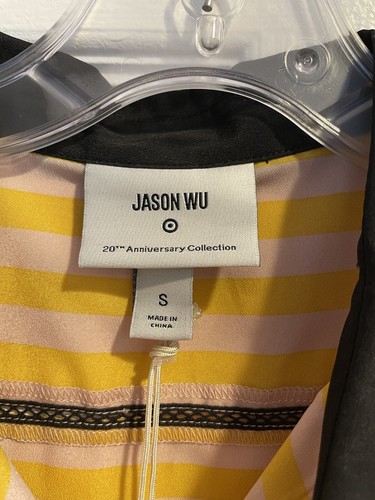 JASON WU
20TH Anniversary Collection
S
MADE IN
CHINA